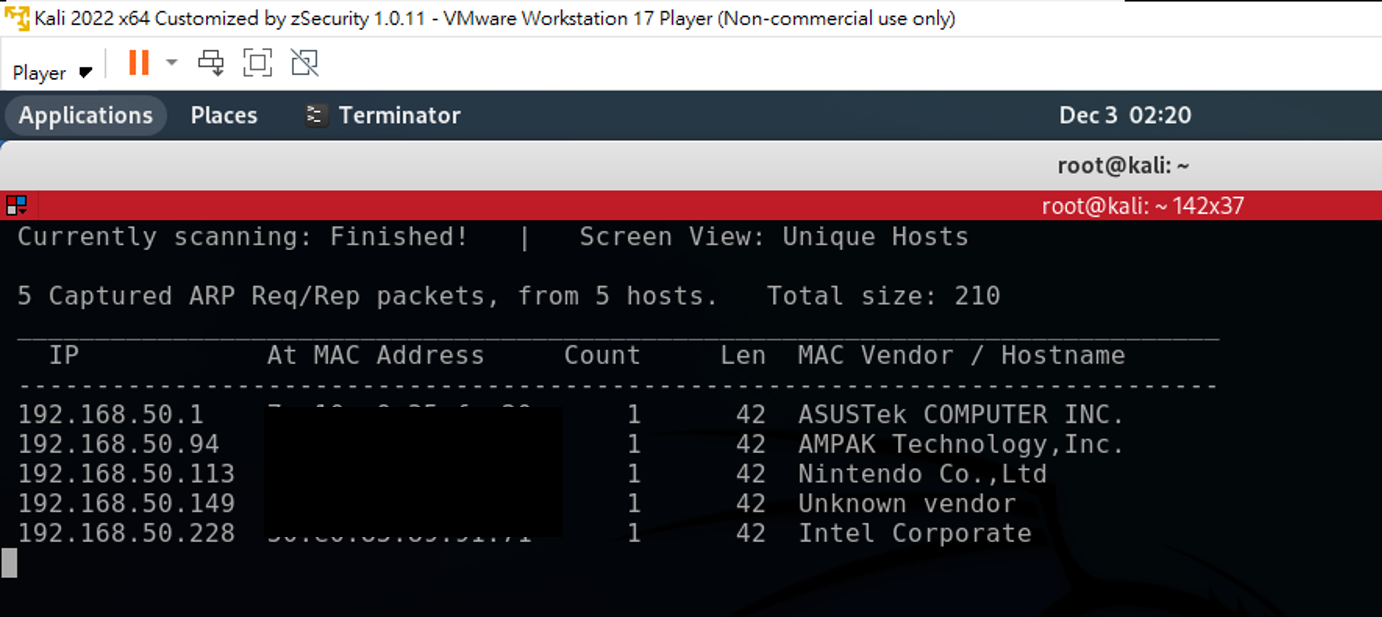 Kali 2022 x64 Customized by zSecurity 1.0.11 - VMware Workstation 17 Player (Non-commercial use only)
Player
Applications Places Terminator Dec 3 02:20
root@kali: ~
root@kali: ~ 142x37
Currently scanning: Finished! | Screen View: Unique Hosts
5 Captured ARP Req/Rep packets, from 5 hosts. Total size: 210
IP At MAC Address Count Len MAC Vendor / Hostname
192.168.50.1 1 42 ASUSTek COMPUTER INC.
192.168.50.94 1 42 AMPAK Technology,Inc.
192.168.50.113 1 42 Nintendo Co.,Ltd
192.168.50.149 1 42 Unknown vendor
192.168.50.228 1 42 Intel Corporate